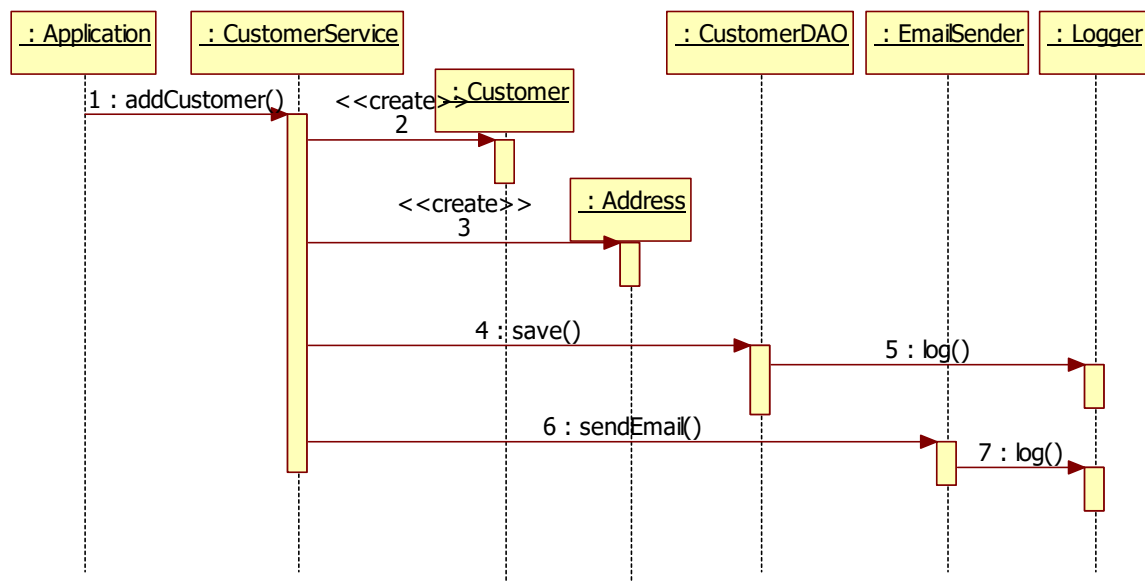 : Application
: CustomerService
: CustomerDAO
: EmailSender
: Logger
1 : addCustomer()
<<create>>
2
: Customer
<<create>>
3
: Address
4 : save()
5 : log()
6 : sendEmail()
7 : log()